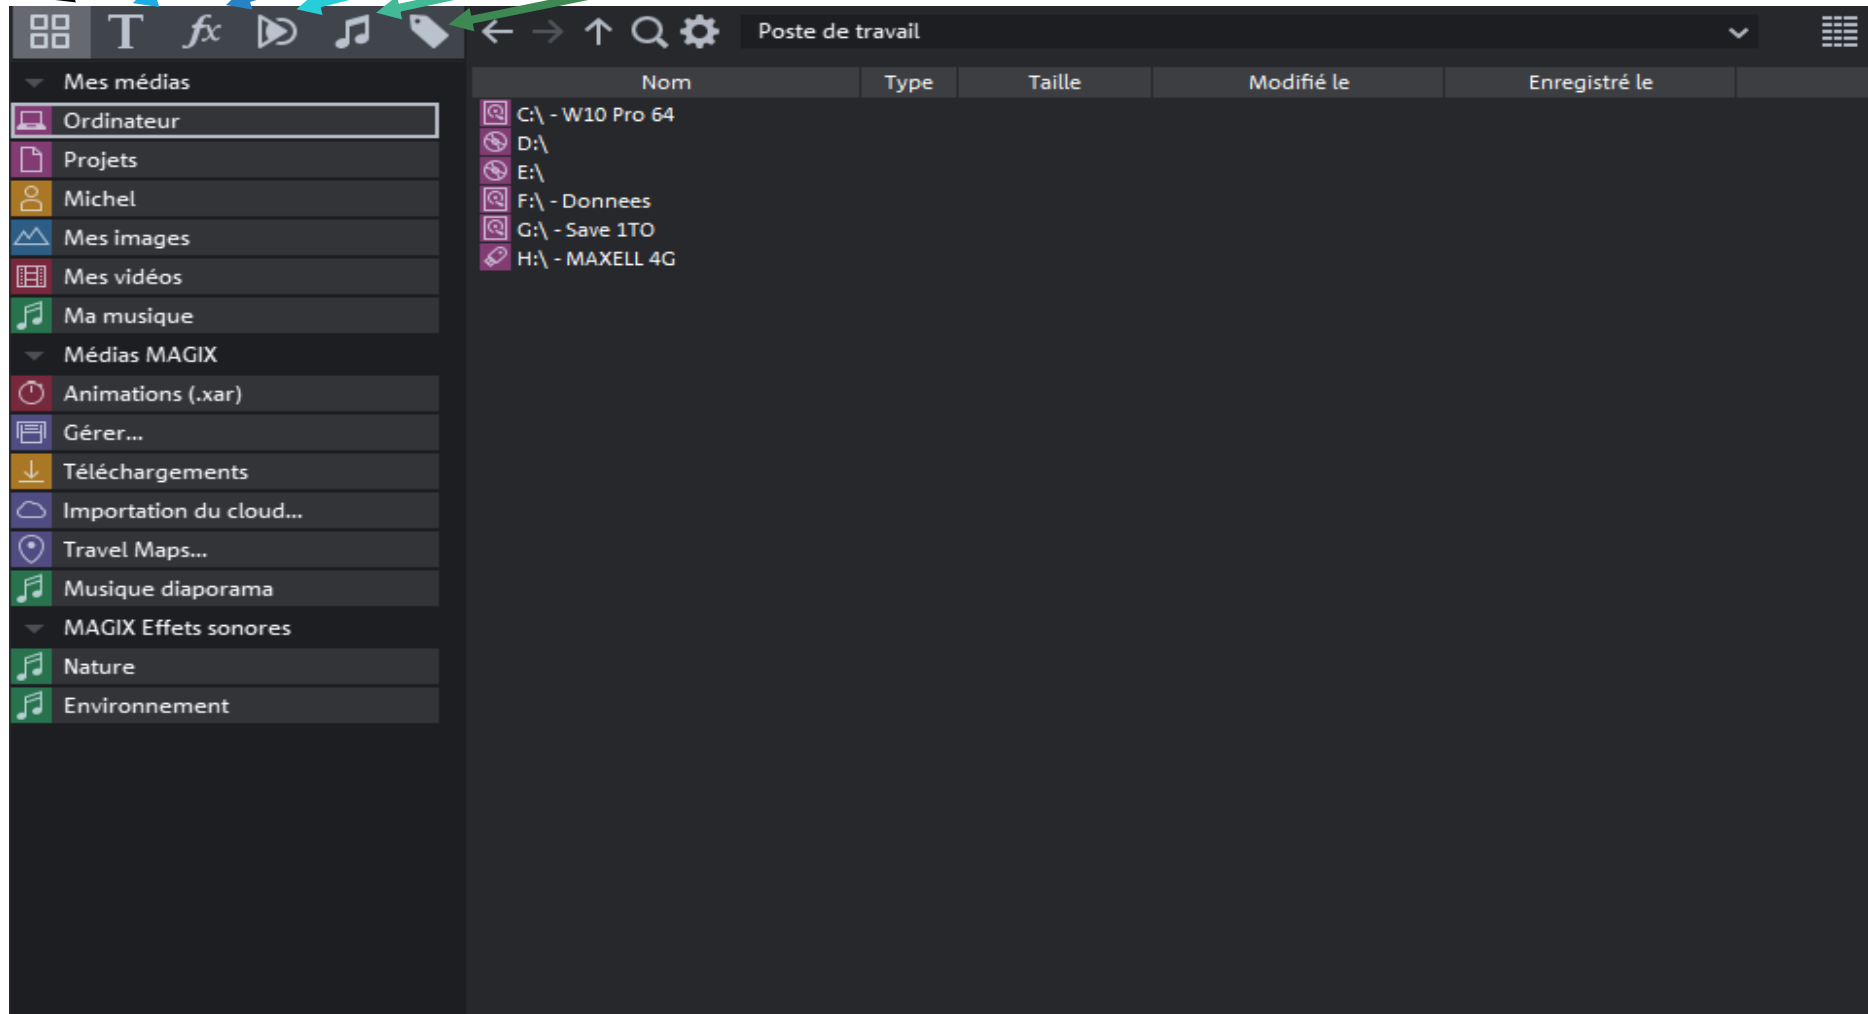 T fx Poste de travail
Mes médias
Ordinateur
Projets
Michel
Mes images
Mes vidéos
Ma musique
Médias MAGIX
Animations (.xar)
Gérer...
Téléchargements
Importation du cloud...
Travel Maps...
Musique diaporama
MAGIX Effets sonores
Nature
Environnement
Nom Type Taille Modifié le Enregistré le
C:\ - W10 Pro 64
D:\
E:\
F:\ - Donnees
G:\ - Save 1TO
H:\ - MAXELL 4G